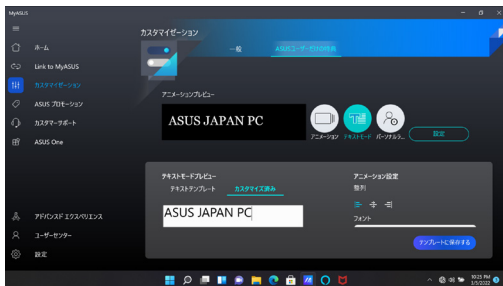 MyASUS
カスタマイゼーション
ホーム
一般
ASUSユーザーだけの特典
Link to MyASUS
カスタマイゼーション
アニメーションプレビュー
ASUS プロモーション
カスタマーサポート
ASUS JAPAN PC
アニメーション
テキストモード
パーソナルラ...
設定
ASUS One
テキストモードプレビュー
アニメーション設定
テキストテンプレート
カスタマイズ済み
整列
ASUS JAPAN PC
フォント
アドバンスド エクスペリエンス
ユーザーセンター
テンプレートに保存する
設定
10:25 PM
3/5/2022